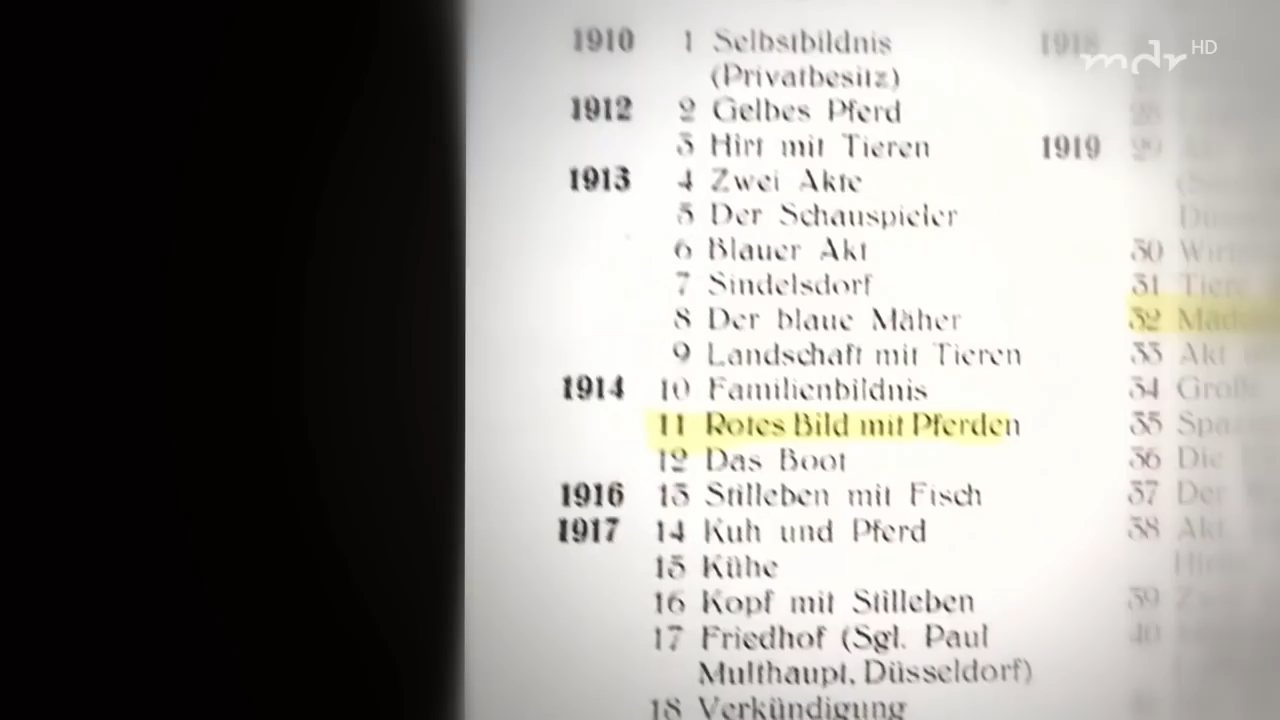 mdr HD
1910 1 Selbstbildnis
(Privatbesitz)
1912 2 Gelbes Pferd
3 Hirt mit Tieren
1913 4 Zwei Akte
5 Der Schauspieler
6 Blauer Akt
7 Sindelsdorf
8 Der blaue Mäher
9 Landschaft mit Tieren
1914 10 Familienbildnis
11 Rotes Bild mit Pferden
12 Das Boot
1916 13 Stilleben mit Fisch
1917 14 Kuh und Pferd
15 Kühe
16 Kopf mit Stilleben
17 Friedhof (Sgl. Paul
Multhaupt, Düsseldorf)
18 Verkündigung
1918
28
1919 29
30
31
32
33 Akt
34
35
36 Die
37 Der
38 Akt
39
40